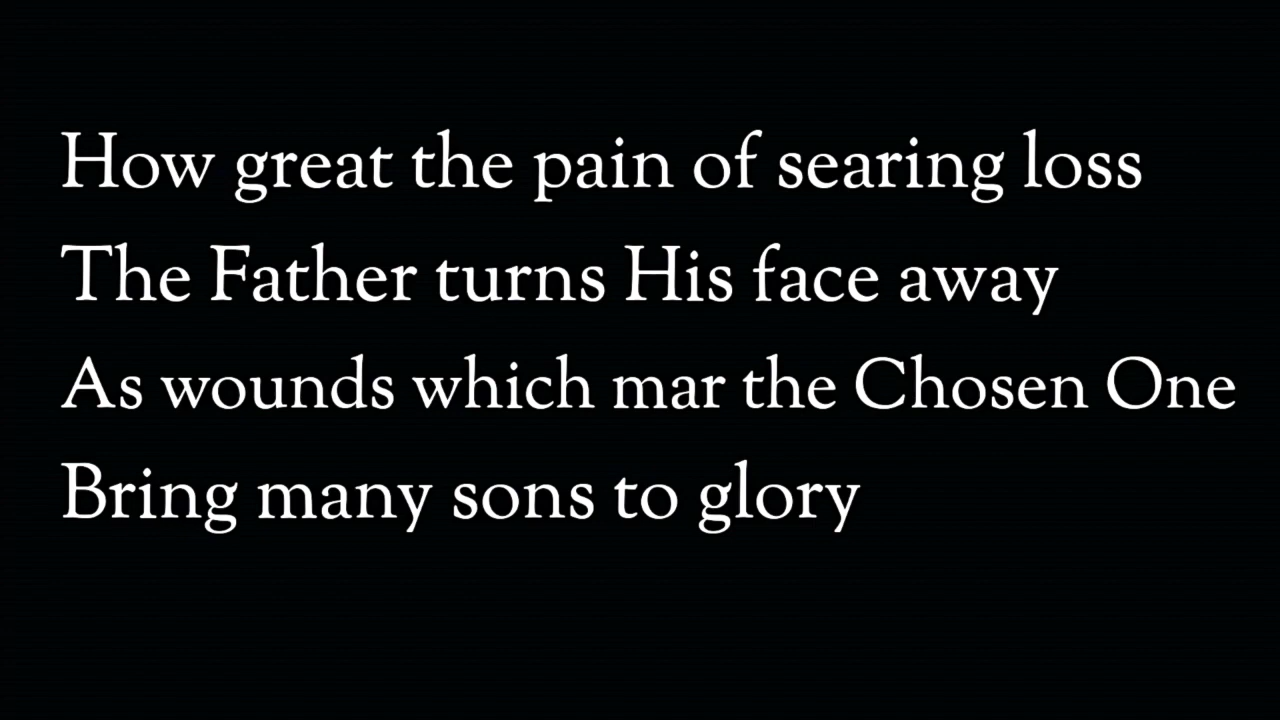 How great the pain of searing loss
The Father turns His face away
As wounds which mar the Chosen One
Bring many sons to glory